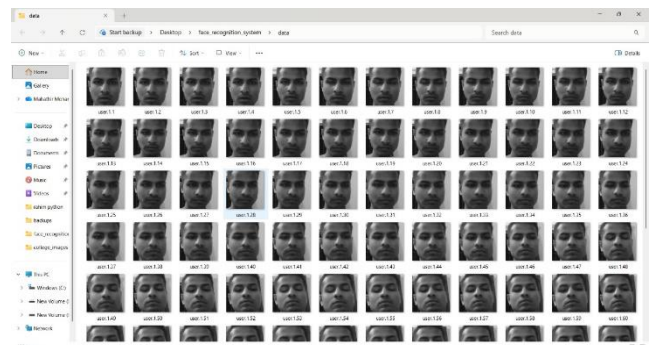 data
Start backup > Desktop > face_recognition_system > data
Search data
New
Sort
View
Details
Home
Gallery
Desktop
Downloads
Documents
Pictures
Music
Videos
backups
face_recognition
college_images
This PC
Windows (C:)
New Volume (
New Volume (
Network
user.1.1 user.1.2 user.1.3 user.1.4 user.1.5 user.1.6 user.1.7 user.1.8 user.1.9 user.1.10 user.1.11 user.1.12
user.1.13 user.1.14 user.1.15 user.1.16 user.1.17 user.1.18 user.1.19 user.1.20 user.1.21 user.1.22 user.1.23 user.1.24
user.1.25 user.1.26 user.1.27 user.1.28 user.1.29 user.1.30 user.1.31 user.1.32 user.1.33 user.1.34 user.1.35 user.1.36
user.1.37 user.1.38 user.1.39 user.1.40 user.1.41 user.1.42 user.1.43 user.1.44 user.1.45 user.1.46 user.1.47 user.1.48
user.1.49 user.1.50 user.1.51 user.1.52 user.1.53 user.1.54 user.1.55 user.1.56 user.1.57 user.1.58 user.1.59 user.1.60